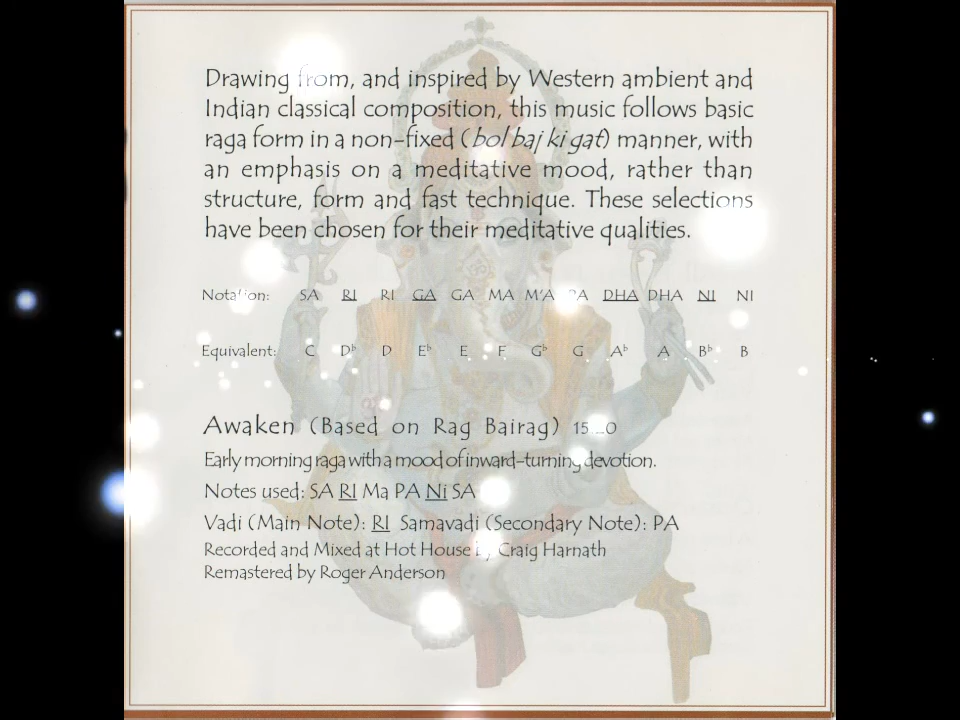 Drawing from, and inspired by Western ambient and
Indian classical composition, this music follows basic
raga form in a non-fixed (bol baj ki gat) manner, with
an emphasis on a meditative mood, rather than
structure, form and fast technique. These selections
have been chosen for their meditative qualities.
Notation: SA RI RI GA GA MA M'A PA DHA DHA NI NI
Equivalent: C D♭ D E♭ E F G♭ G A♭ A B♭ B
Awaken (Based on Rag Bairag)
Early morning raga with a mood of inward-turning devotion.
Notes used: SA RI Ma PA Ni SA
Vadi (Main Note): RI Samavadi (Secondary Note): PA
Recorded and Mixed at Hot House by Craig Harnath
Remastered by Roger Anderson